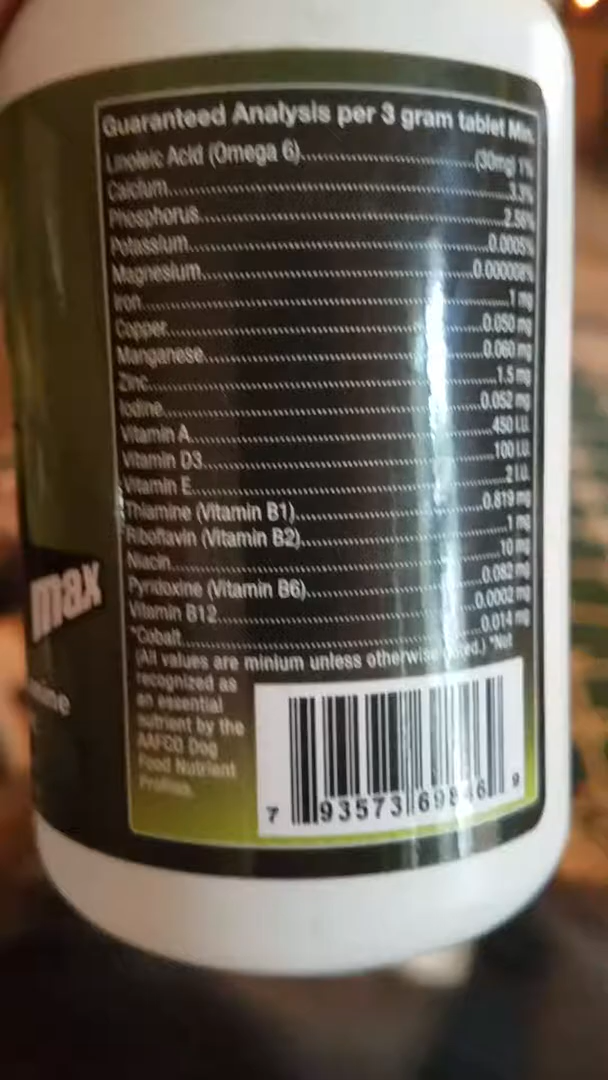 Guaranteed Analysis per 3 gram tablet Min.
Linoleic Acid (Omega 6)..........(30mg) 1%
Calcium..........3.3%
Phosphorus..........2.56%
Potassium..........0.0005%
Magnesium..........0.000008%
Iron..........1 mg
Copper..........0.050 mg
Manganese..........0.060 mg
Zinc..........1.5 mg
Iodine..........0.052 mg
Vitamin A..........450 I.U.
Vitamin D3..........100 I.U.
Vitamin E..........2 I.U.
Thiamine (Vitamin B1)..........0.819 mg
Riboflavin (Vitamin B2)..........1 mg
Niacin..........10 mg
Pyridoxine (Vitamin B6)..........0.082 mg
Vitamin B12..........0.0002 mg
*Cobalt..........0.014 mg
(All values are minium unless otherwise noted.) *Not
recognized as
an essential
nutrient by the
AAFCO Dog
Food Nutrient
Profiles.
max
7 93573 69846 9